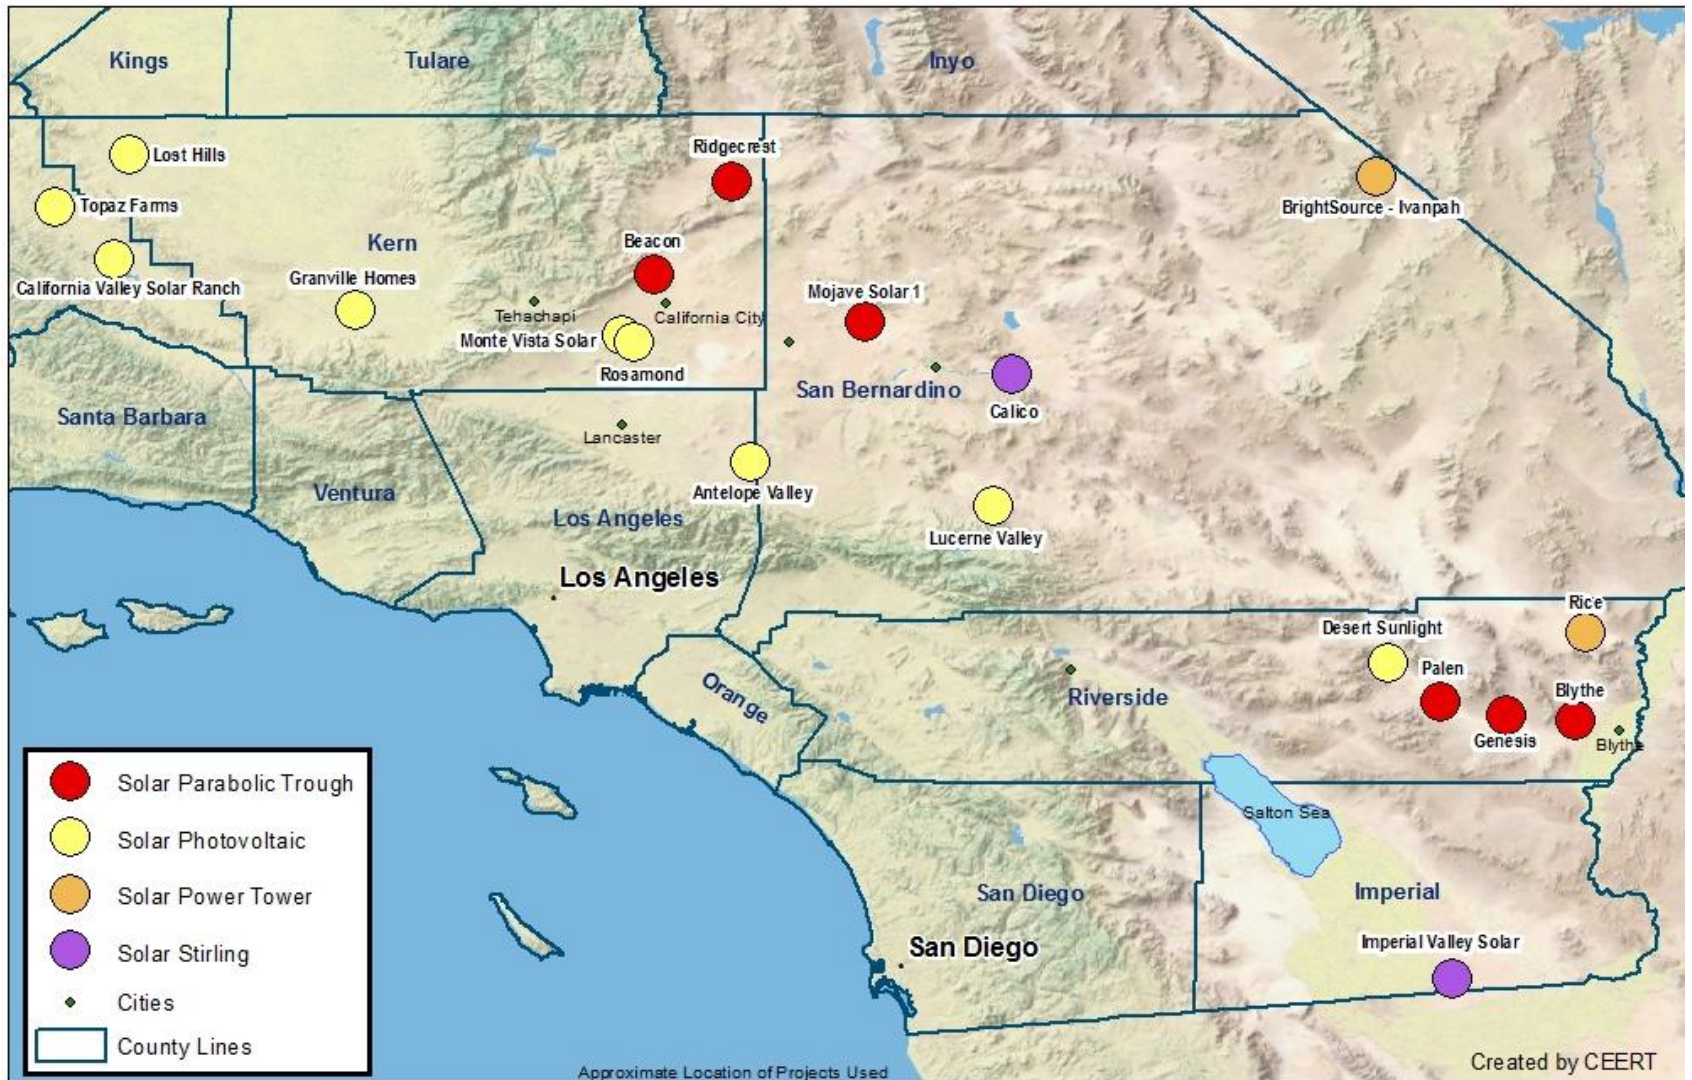 Kings
Tulare
Inyo
Lost Hills
Ridgecrest
Topaz Farms
BrightSource - Ivanpah
Kern
Beacon
California Valley Solar Ranch
Granville Homes
Mojave Solar 1
Tehachapi
California City
Monte Vista Solar
Rosamond
San Bernardino
Calico
Santa Barbara
Lancaster
Ventura
Antelope Valley
Los Angeles
Lucerne Valley
Los Angeles
Rice
Desert Sunlight
Palen
Orange
Riverside
Blythe
Genesis
Blythe
Salton Sea
San Diego
Imperial
San Diego
Imperial Valley Solar
Solar Parabolic Trough
Solar Photovoltaic
Solar Power Tower
Solar Stirling
Cities
County Lines
Approximate Location of Projects Used
Created by CEERT